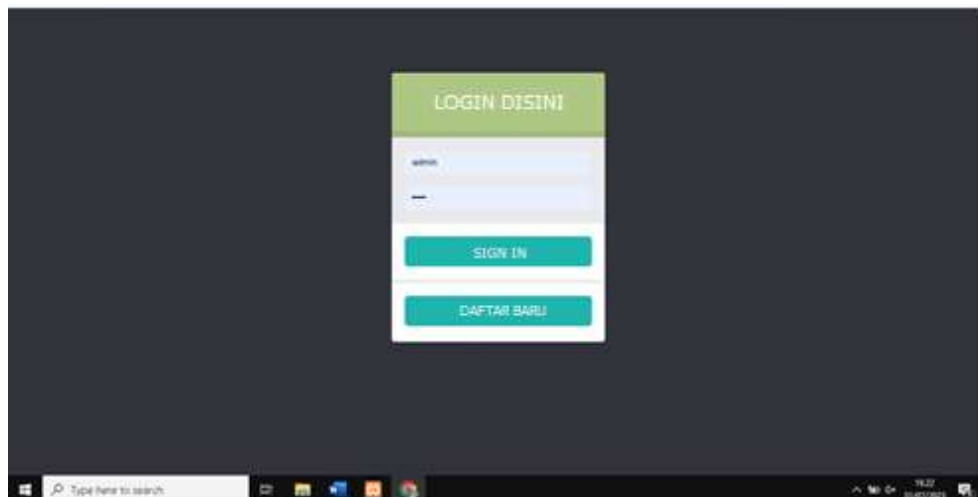 LOGIN DISINI
admin
SIGN IN
DAFTAR BARU
Type here to search